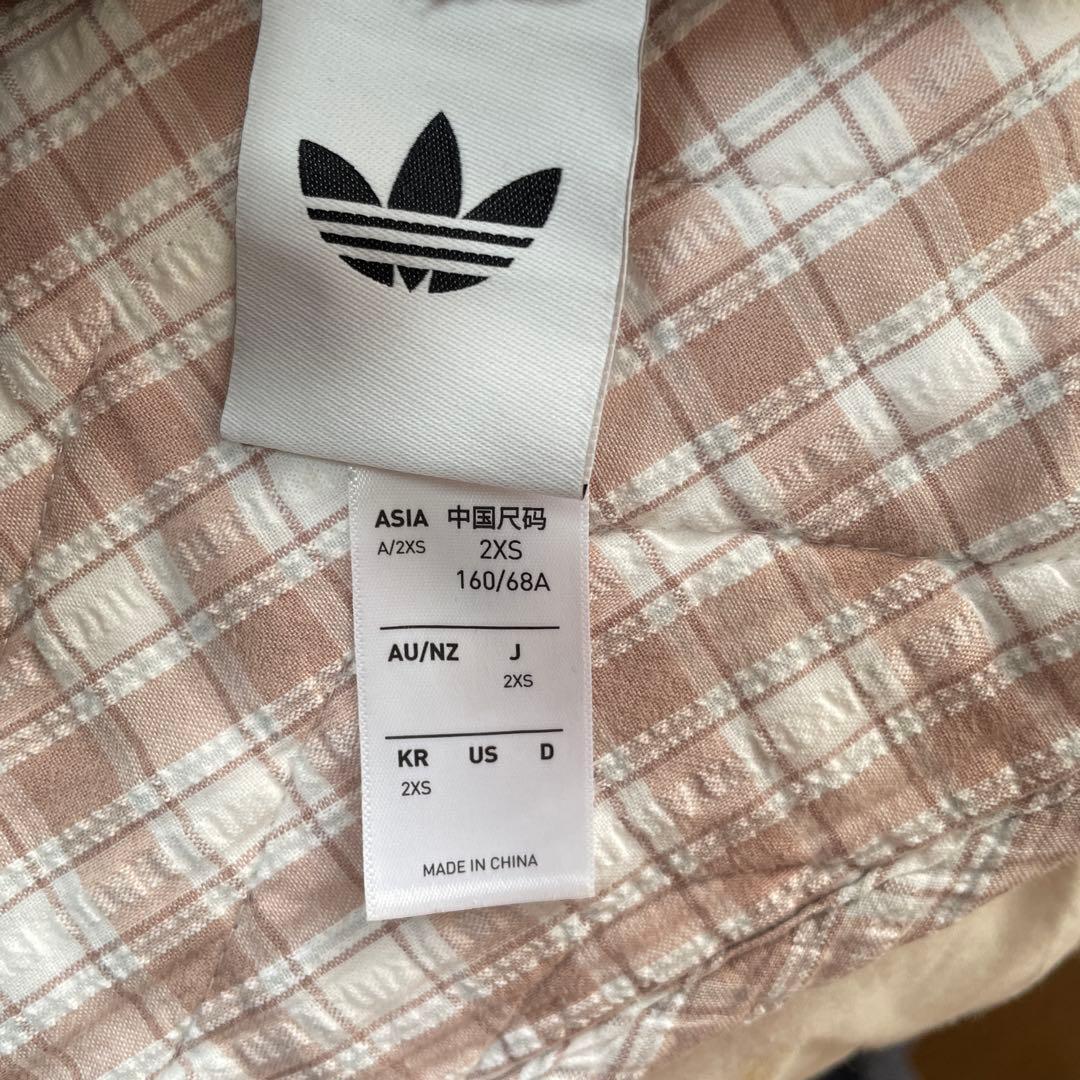 ASIA 中国尺码
A/2XS 2XS
160/68A
AU/NZ J
2XS
KR US D
2XS
MADE IN CHINA